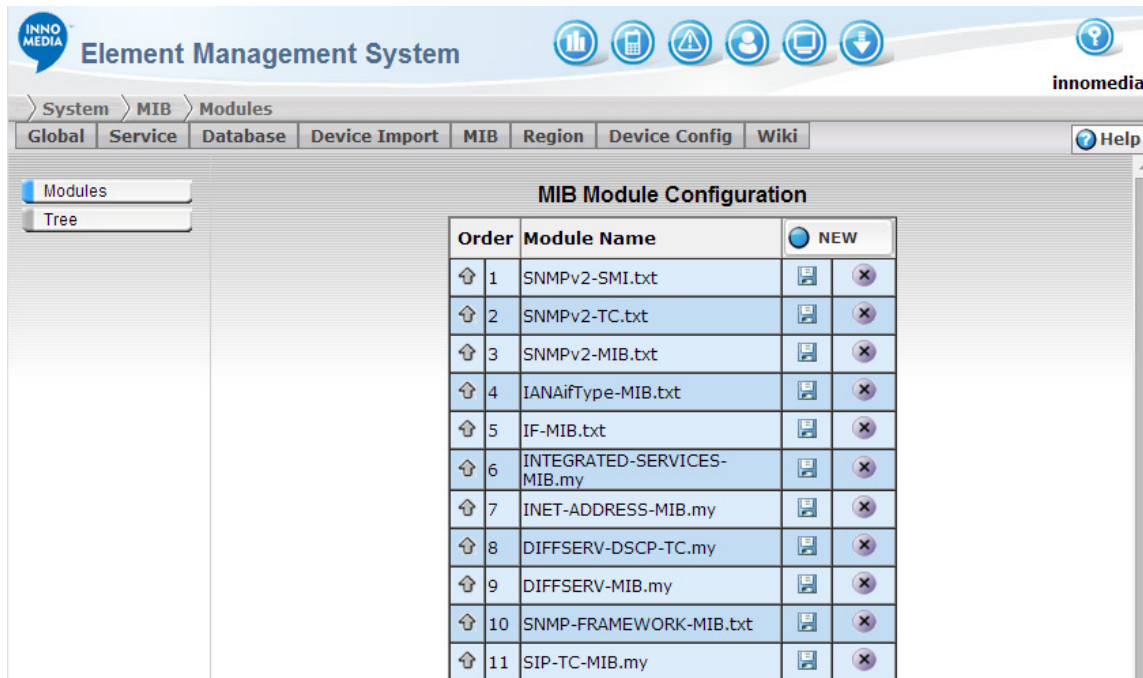 INNO
MEDIA
Element Management System
innomedia
System MIB Modules
Global Service Database Device Import MIB Region Device Config Wiki
Help
Modules
Tree
MIB Module Configuration
Order Module Name NEW
1 SNMPv2-SMI.txt
2 SNMPv2-TC.txt
3 SNMPv2-MIB.txt
4 IANAifType-MIB.txt
5 IF-MIB.txt
6 INTEGRATED-SERVICES-
MIB.my
7 INET-ADDRESS-MIB.my
8 DIFFSERV-DSCP-TC.my
9 DIFFSERV-MIB.my
10 SNMP-FRAMEWORK-MIB.txt
11 SIP-TC-MIB.my